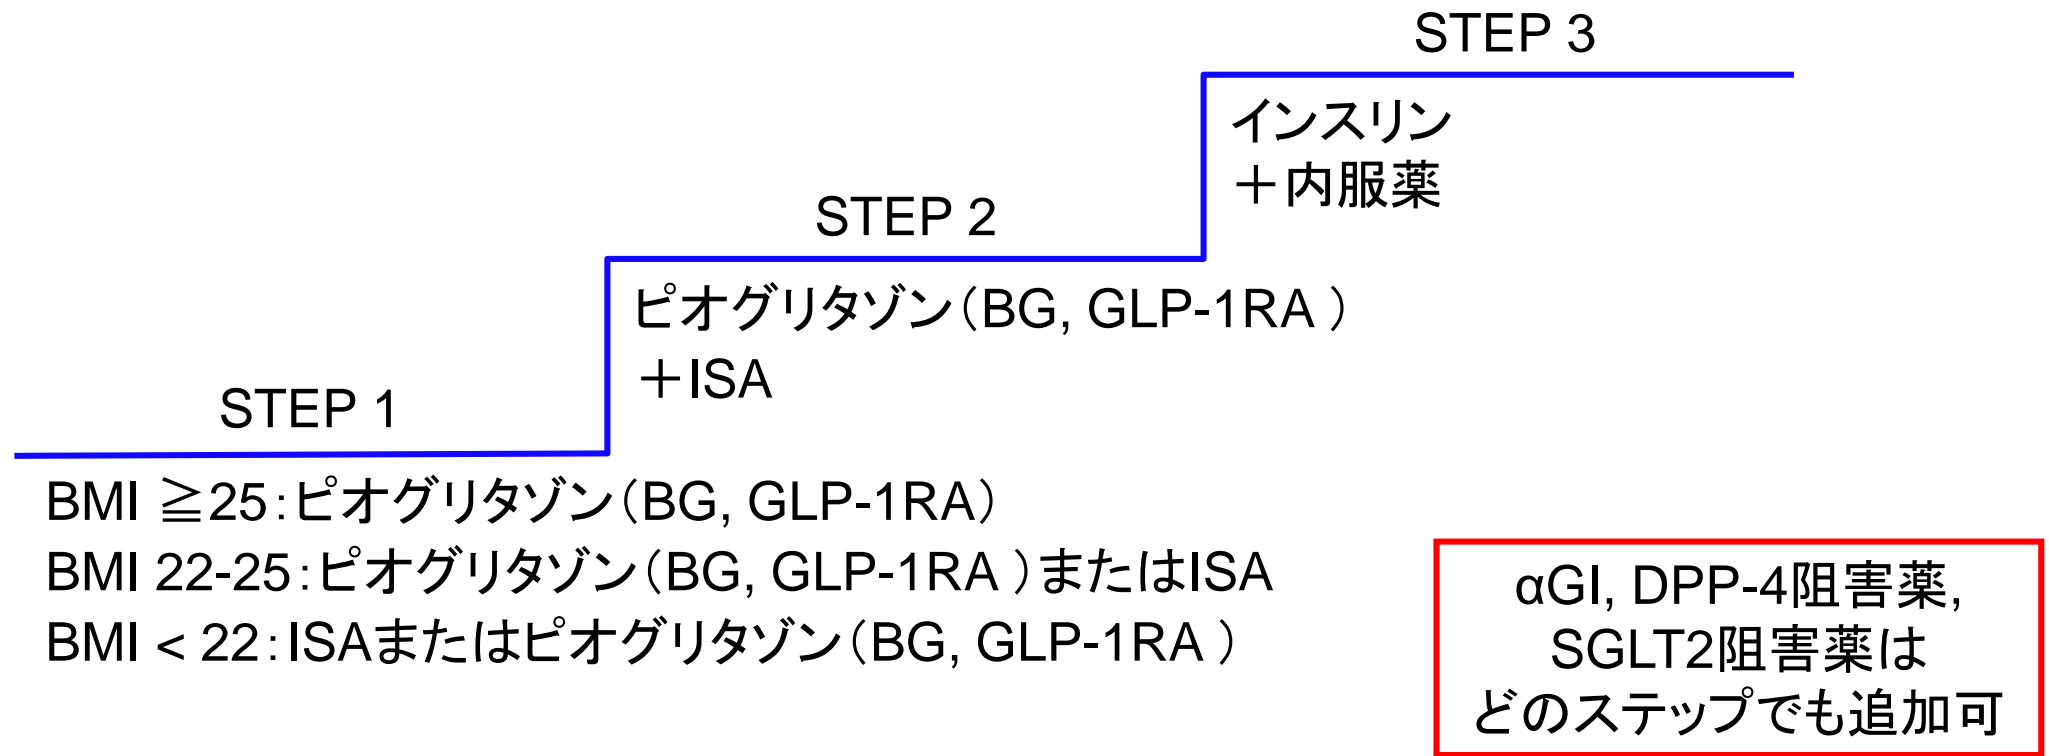 STEP 1
BMI ≧25：ピオグリタゾン（BG, GLP-1RA）
BMI 22-25：ピオグリタゾン（BG, GLP-1RA ）またはISA
BMI < 22：ISAまたはピオグリタゾン（BG, GLP-1RA ）
STEP 2
ピオグリタゾン（BG, GLP-1RA ）
＋ISA
STEP 3
インスリン
＋内服薬
αGI, DPP-4阻害薬,
SGLT2阻害薬は
どのステップでも追加可